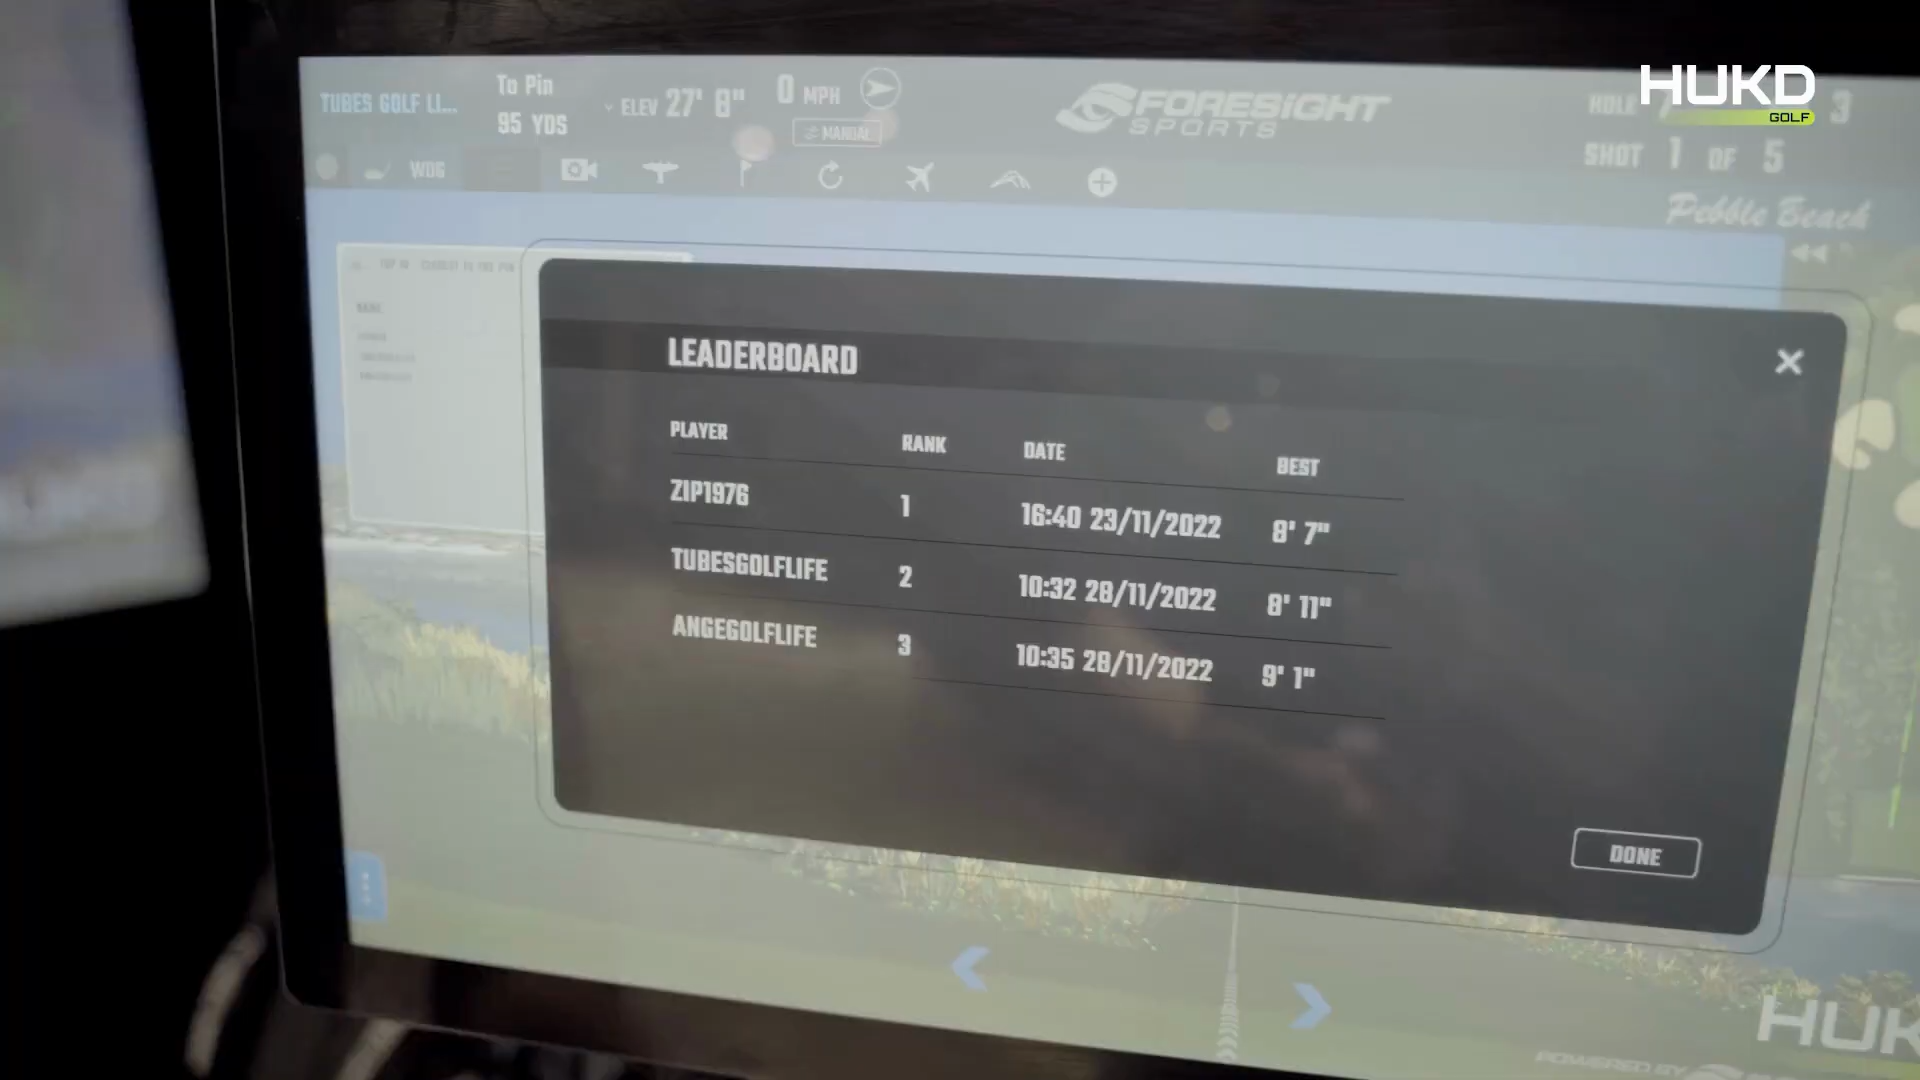 HUKD
GOLF
TUBES GOLF LI...
To Pin
95 YDS
ELEV 27' 8"
0 MPH
MANUAL
FORESIGHT
SPORTS
HOLE 7
3
SHOT 1 OF 5
WDG
Pebble Beach
LEADERBOARD
PLAYER RANK DATE BEST
ZIP1976 1 16:40 23/11/2022 8' 7"
TUBESGOLFLIFE 2 10:32 28/11/2022 8' 11"
ANGEGOLFLIFE 3 10:35 28/11/2022 9' 1"
DONE
HUK
POWERED BY